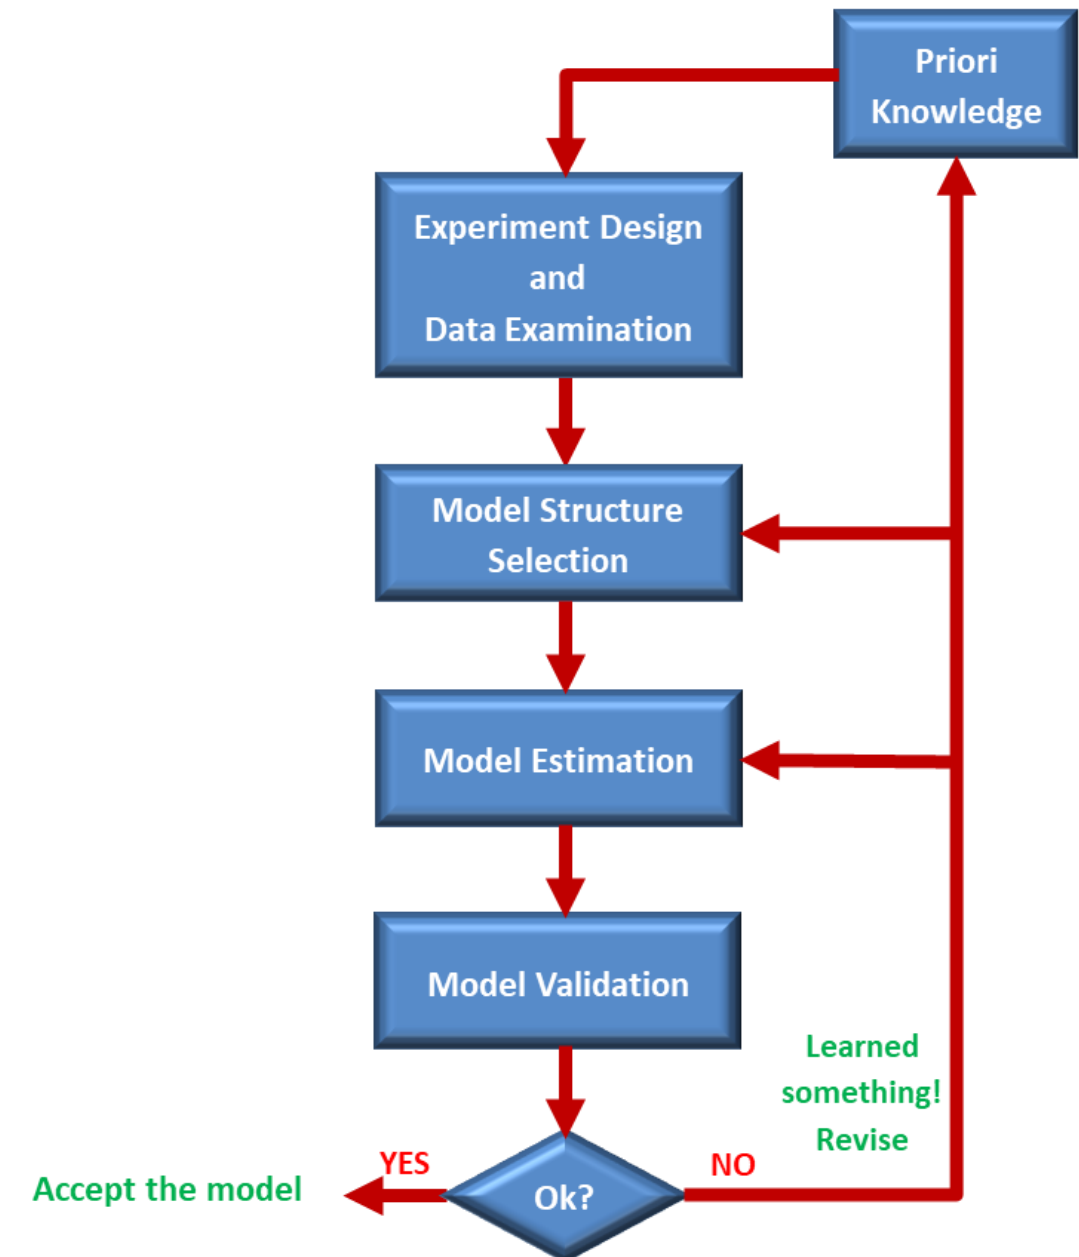 Priori
Knowledge
Experiment Design
and
Data Examination
Model Structure
Selection
Model Estimation
Model Validation
Learned
something!
Revise
YES
NO
Accept the model
Ok?